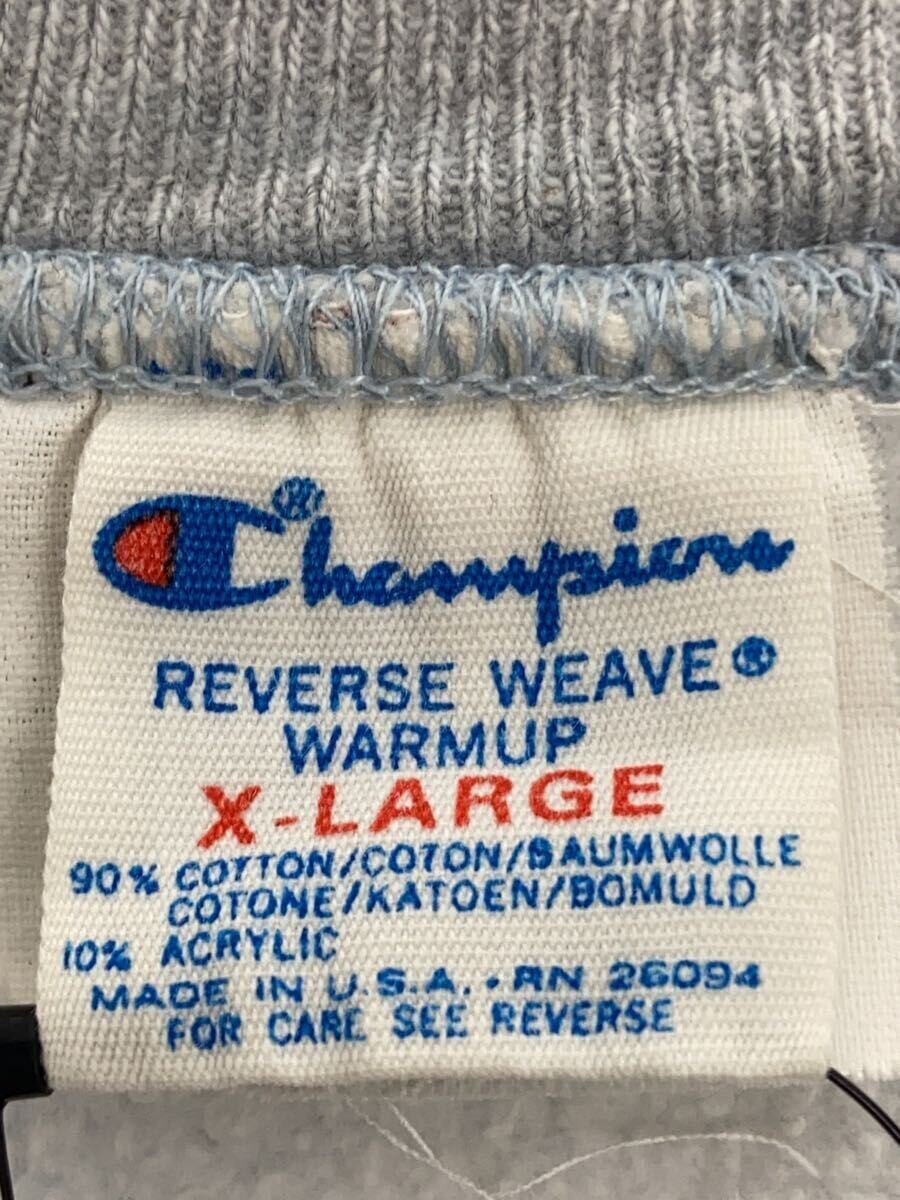 Champion®
REVERSE WEAVE®
WARMUP
X-LARGE
90% COTTON/COTON/BAUMWOLLE
COTONE/KATOEN/BOMULD
10% ACRYLIC
MADE IN U.S.A. • RN 26094
FOR CARE SEE REVERSE